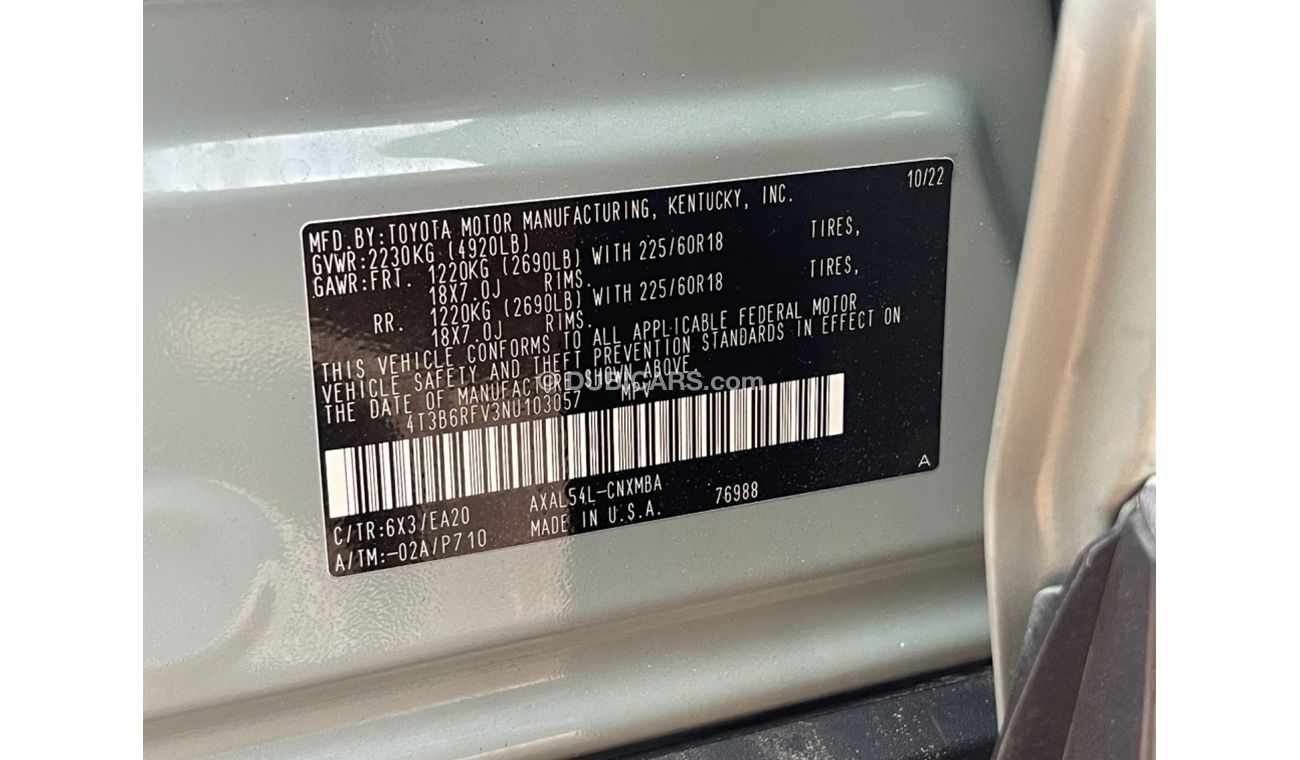 10/22
MFD.BY:TOYOTA MOTOR MANUFACTURING, KENTUCKY, INC.
GVWR:2230KG (4920LB)
GAWR:FRT. 1220KG (2690LB) WITH 225/60R18 TIRES,
18X7.0J RIMS.
RR. 1220KG (2690LB) WITH 225/60R18 TIRES,
18X7.0J RIMS.
THIS VEHICLE CONFORMS TO ALL APPLICABLE FEDERAL MOTOR
VEHICLE SAFETY AND THEFT PREVENTION STANDARDS IN EFFECT ON
THE DATE OF MANUFACTURE SHOWN ABOVE.
© DUBICARS.com
4T3B6RFV3NU103057 MPV
A
C/TR:6X3/EA20 AXAL54L-CNXMBA 76988
A/TM:-02A/P710 MADE IN U.S.A.